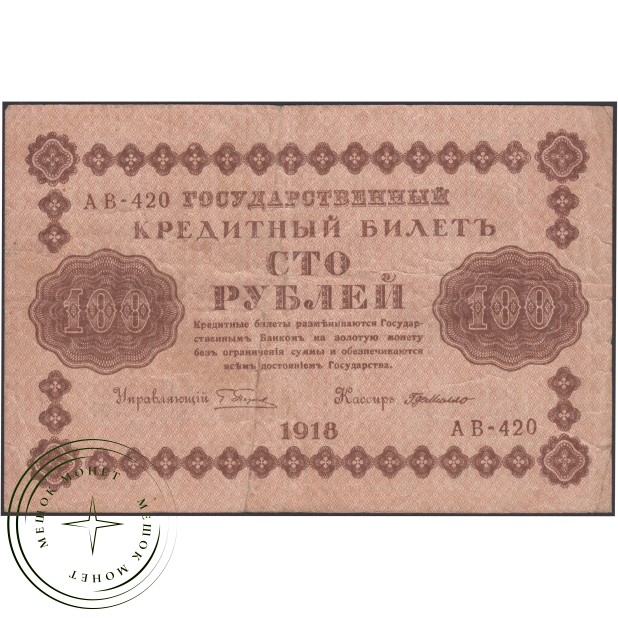 АВ-420 ГОСУДАРСТВЕННЫЙ
КРЕДИТНЫЙ БИЛЕТЪ
СТО
РУБЛЕЙ
100
100
Кредитные билеты размѣниваются Государ-
ственнымъ Банкомъ на золотую монету
безъ ограниченія суммы и обезпечиваются
всѣмъ достояніемъ Государства.
Управляющій
Кассиръ
1918
АВ-420
МЕШОК МОНЕТ
МЕШОК МОНЕТ